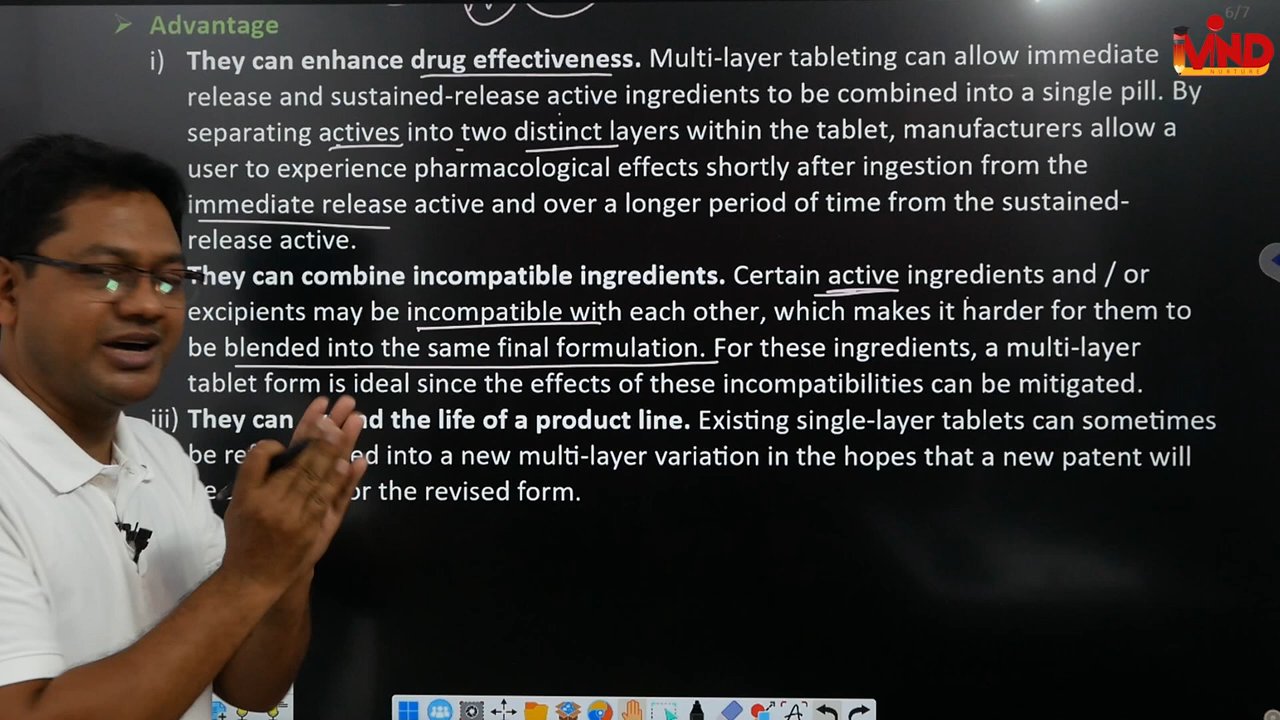 6/7
➤ Advantage
MIND
NURTURE
i) They can enhance drug effectiveness. Multi-layer tableting can allow immediate
release and sustained-release active ingredients to be combined into a single pill. By
separating actives into two distinct layers within the tablet, manufacturers allow a
user to experience pharmacological effects shortly after ingestion from the
immediate release active and over a longer period of time from the sustained-
release active.
They can combine incompatible ingredients. Certain active ingredients and / or
excipients may be incompatible with each other, which makes it harder for them to
be blended into the same final formulation. For these ingredients, a multi-layer
tablet form is ideal since the effects of these incompatibilities can be mitigated.
iii) They can the life of a product line. Existing single-layer tablets can sometimes
be into a new multi-layer variation in the hopes that a new patent will
the revised form.
A